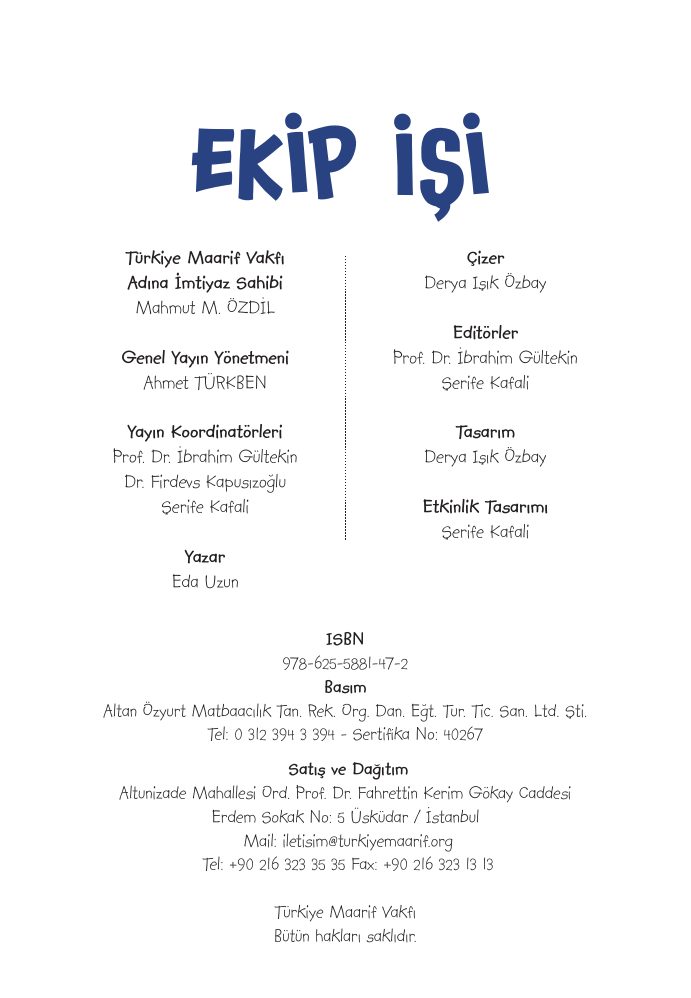 EKİP İŞİ
Türkiye Maarif Vakfı
Adına İmtiyaz Sahibi
Mahmut M. ÖZDİL
Genel Yayın Yönetmeni
Ahmet TÜRKBEN
Yayın Koordinatörleri
Prof. Dr. İbrahim Gültekin
Dr. Firdevs Kapusızoğlu
Şerife Kafali
Yazar
Eda Uzun
Çizer
Derya Işık Özbay
Editörler
Prof. Dr. İbrahim Gültekin
Şerife Kafali
Tasarım
Derya Işık Özbay
Etkinlik Tasarımı
Şerife Kafali
ISBN
978-625-5881-47-2
Basım
Altan Özyurt Matbaacılık Tan. Rek. Org. Dan. Eğt. Tur. Tic. San. Ltd. Şti.
Tel: 0 312 394 3 394 - Sertifika No: 40267
Satış ve Dağıtım
Altunizade Mahallesi Ord. Prof. Dr. Fahrettin Kerim Gökay Caddesi
Erdem Sokak No: 5 Üsküdar / İstanbul
Mail: iletisim@turkiyemaarif.org
Tel: +90 216 323 35 35 Fax: +90 216 323 13 13
Türkiye Maarif Vakfı
Bütün hakları saklıdır.